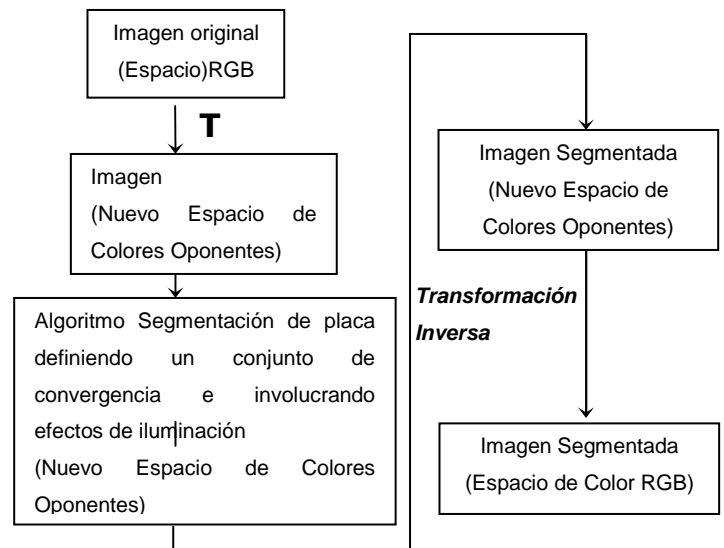 Imagen original
(Espacio)RGB
T
Imagen
(Nuevo Espacio de
Colores Oponentes)
Algoritmo Segmentación de placa
definiendo un conjunto de
convergencia e involucrando
efectos de iluminación
(Nuevo Espacio de Colores
Oponentes)
Imagen Segmentada
(Nuevo Espacio de
Colores Oponentes)
Transformación
Inversa
Imagen Segmentada
(Espacio de Color RGB)